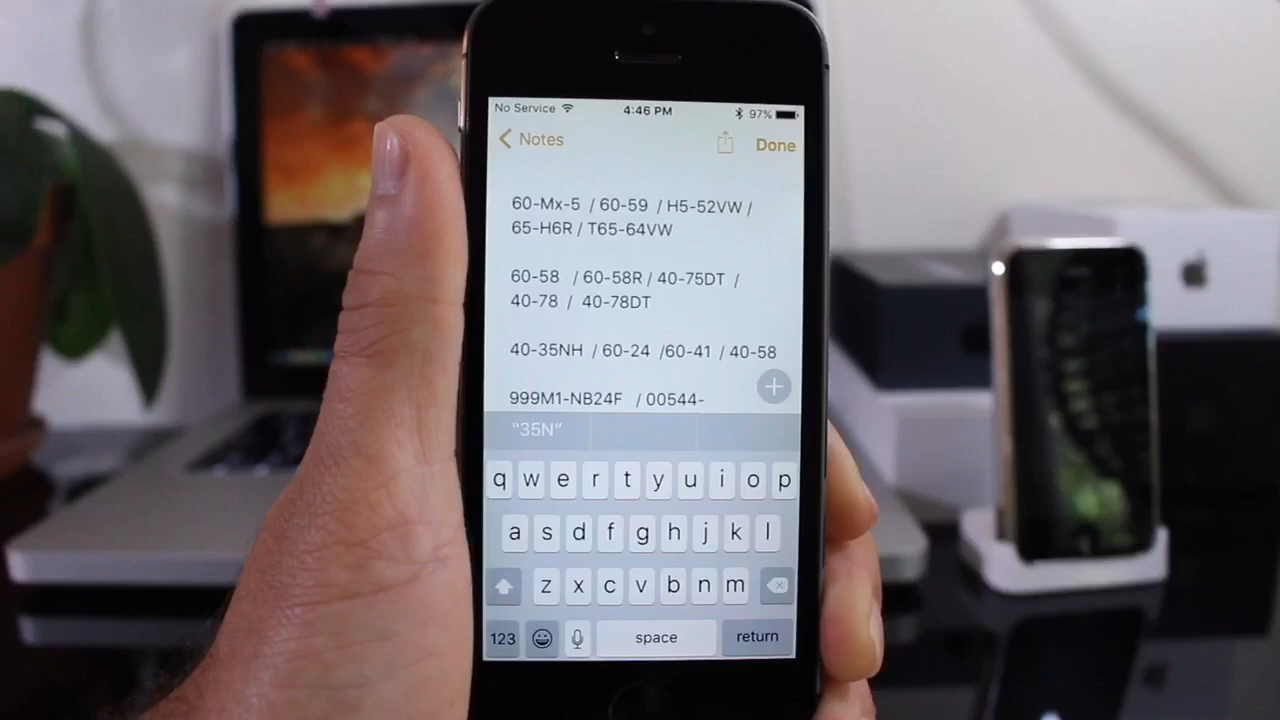 No Service 4:46 PM 97%
Notes Done
60-Mx-5 / 60-59 / H5-52VW /
65-H6R / T65-64VW
60-58 / 60-58R / 40-75DT /
40-78 / 40-78DT
40-35NH / 60-24 /60-41 / 40-58
999M1-NB24F / 00544-
"35N"
q w e r t y u i o p
a s d f g h j k l
z x c v b n m
123 space return